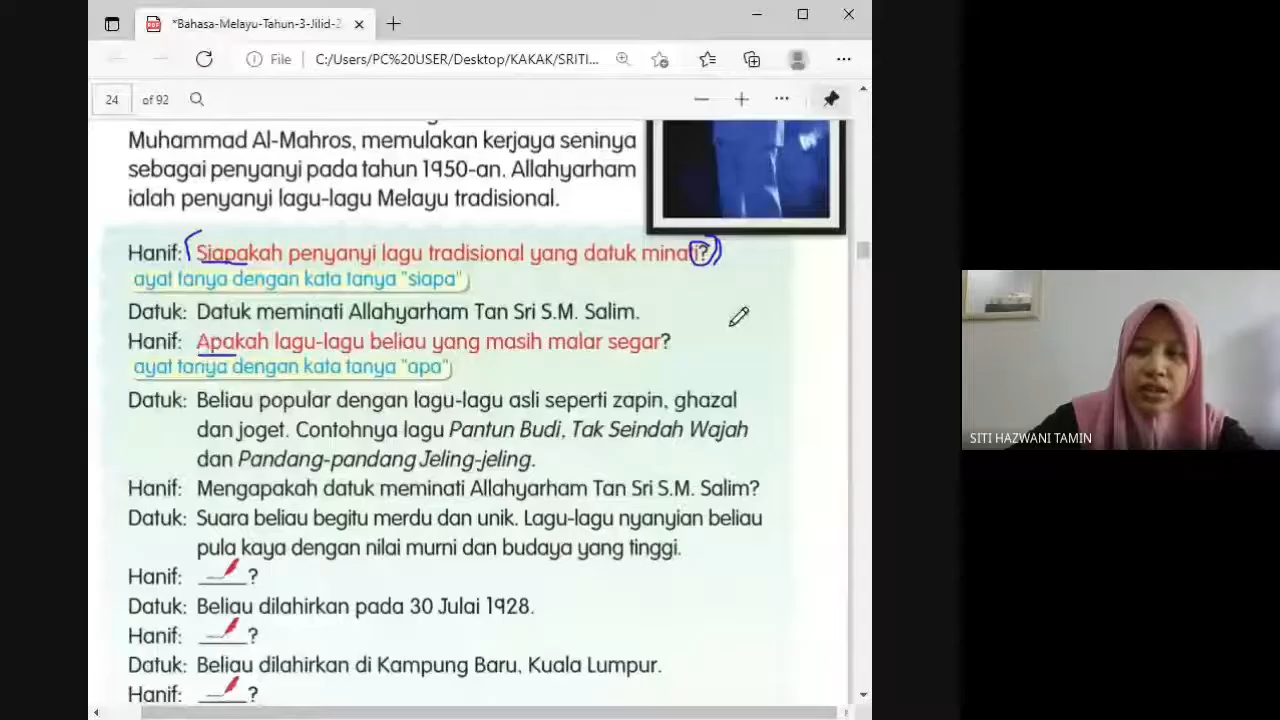 *Bahasa-Melayu-Tahun-3-Jilid-2
File
C:/Users/PC%20USER/Desktop/KAKAK/SRITI...
24 of 92
Muhammad Al-Mahros, memulakan kerjaya seninya
sebagai penyanyi pada tahun 1950-an. Allahyarham
ialah penyanyi lagu-lagu Melayu tradisional.
Hanif: Siapakah penyanyi lagu tradisional yang datuk minati?
ayat tanya dengan kata tanya "siapa"
Datuk: Datuk meminati Allahyarham Tan Sri S.M. Salim.
Hanif: Apakah lagu-lagu beliau yang masih malar segar?
ayat tanya dengan kata tanya "apa"
Datuk: Beliau popular dengan lagu-lagu asli seperti zapin, ghazal
dan joget. Contohnya lagu Pantun Budi, Tak Seindah Wajah
dan Pandang-pandang Jeling-jeling.
Hanif: Mengapakah datuk meminati Allahyarham Tan Sri S.M. Salim?
Datuk: Suara beliau begitu merdu dan unik. Lagu-lagu nyanyian beliau
pula kaya dengan nilai murni dan budaya yang tinggi.
Hanif: ?
Datuk: Beliau dilahirkan pada 30 Julai 1928.
Hanif: ?
Datuk: Beliau dilahirkan di Kampung Baru, Kuala Lumpur.
Hanif: ?
SITI HAZWANI TAMIN